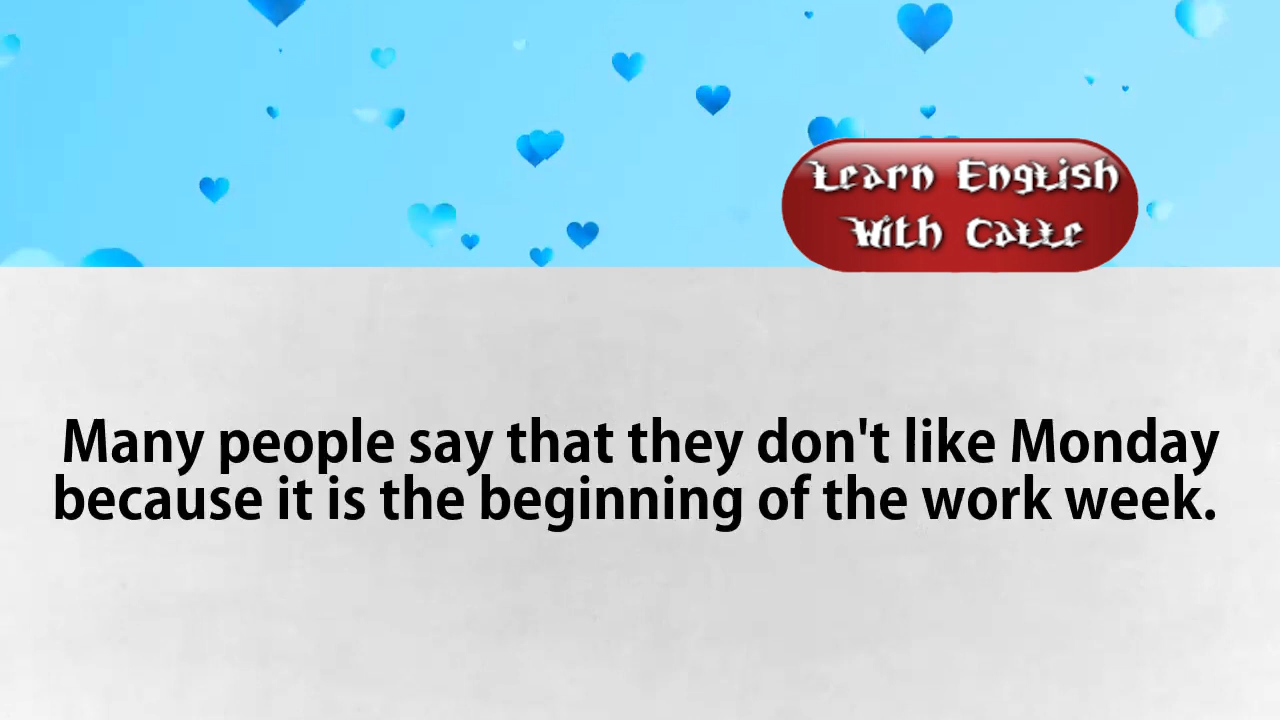 Learn English
With Calle
Many people say that they don't like Monday
because it is the beginning of the work week.